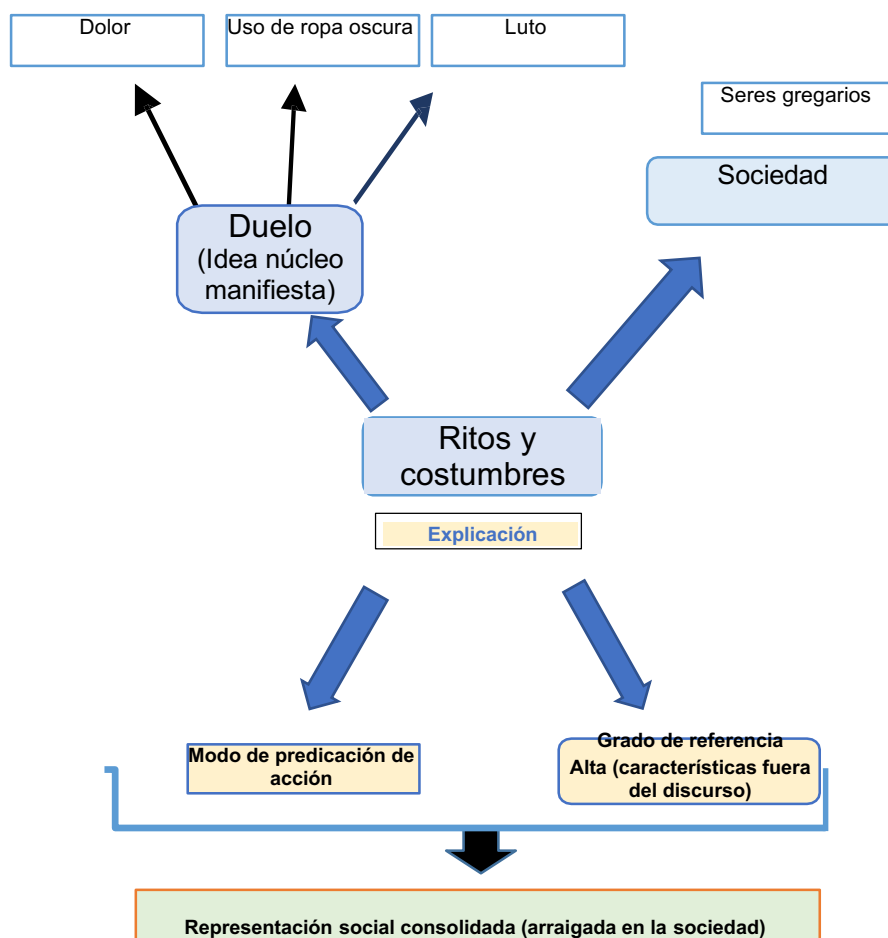 Dolor
Uso de ropa oscura
Luto
Seres gregarios
Sociedad
Duelo
(Idea núcleo
manifiesta)
Ritos y
costumbres
Explicación
Modo de predicación de
acción
Grado de referencia
Alta (características fuera
del discurso)
Representación social consolidada (arraigada en la sociedad)